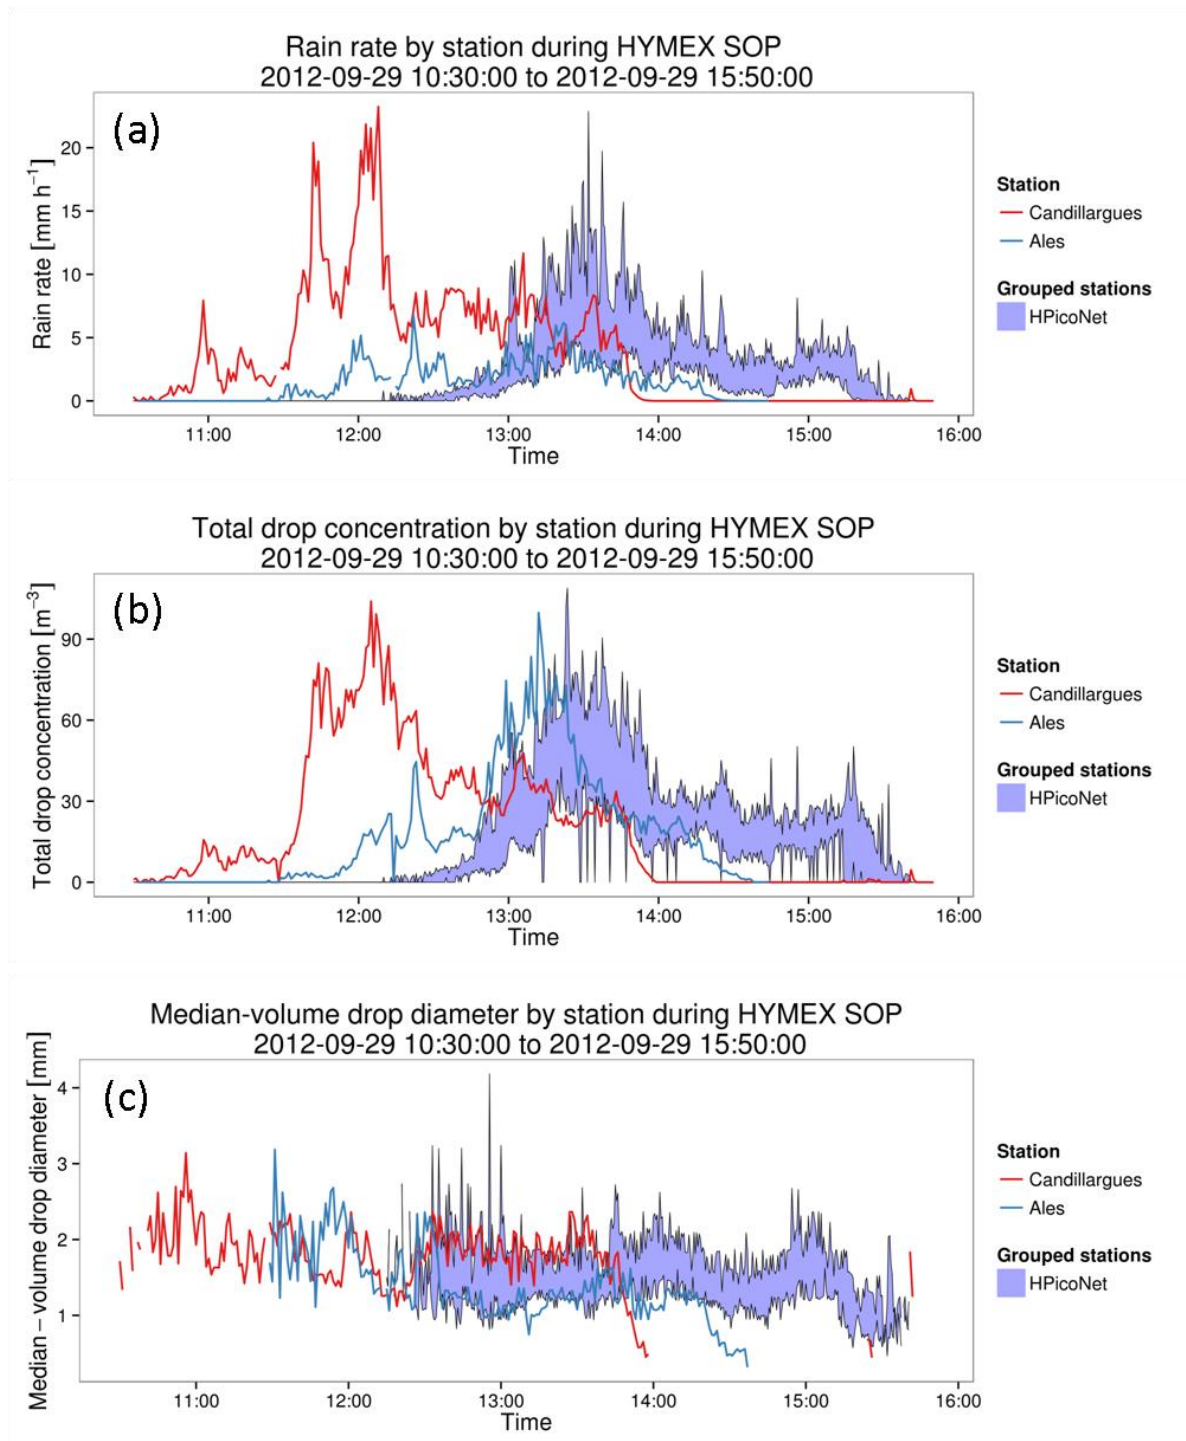 Rain rate by station during HYMEX SOP
2012-09-29 10:30:00 to 2012-09-29 15:50:00
(a)
Rain rate [mm h−1]
20
15
10
5
0
11:00 12:00 13:00 14:00 15:00 16:00
Time
Station
Candillargues
Ales
Grouped stations
HPicoNet
Total drop concentration by station during HYMEX SOP
2012-09-29 10:30:00 to 2012-09-29 15:50:00
(b)
Total drop concentration [m−3]
90
60
30
0
11:00 12:00 13:00 14:00 15:00 16:00
Time
Station
Candillargues
Ales
Grouped stations
HPicoNet
Median-volume drop diameter by station during HYMEX SOP
2012-09-29 10:30:00 to 2012-09-29 15:50:00
(c)
Median − volume drop diameter [mm]
4
3
2
1
11:00 12:00 13:00 14:00 15:00 16:00
Time
Station
Candillargues
Ales
Grouped stations
HPicoNet